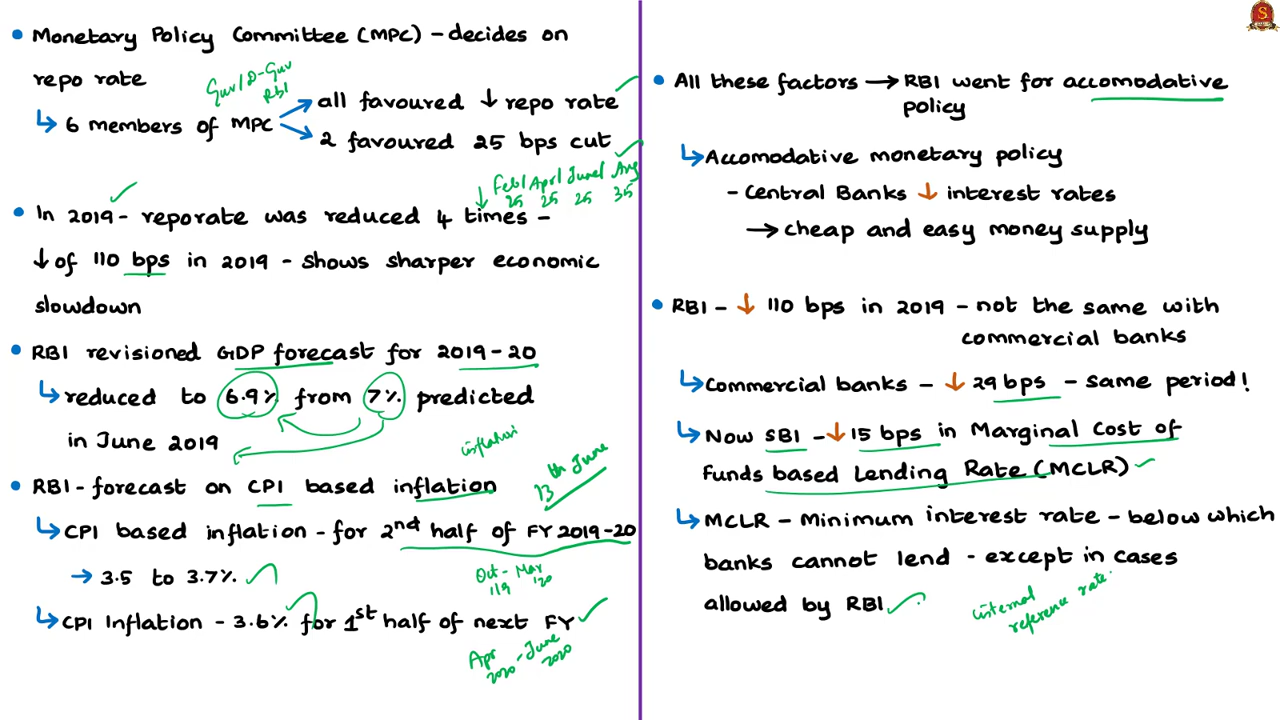 • Monetary Policy Committee (MPC) – decides on
repo rate
Guv/D-Guv
RBI
↳ 6 members of MPC
→ all favoured ↓ repo rate
→ 2 favoured 25 bps cut
↓ Feb/ Apr/ June/ Aug
25 25 25 35
• In 2019 - reporate was reduced 4 times –
↓ of 110 bps in 2019 - shows sharper economic
slowdown
• RBI revisioned GDP forecast for 2019-20
↳ reduced to 6.9% from 7% predicted
in June 2019
inflation
13th June
• RBI - forecast on CPI based inflation
↳ CPI based inflation - for 2nd half of FY 2019-20
→ 3.5 to 3.7%.
Oct - Mar
'19 '20
↳ CPI Inflation - 3.6% for 1st half of next FY
Apr - June
2020 2020
S
• All these factors → RBI went for accomodative
policy
↳ Accomodative monetary policy
- Central Banks ↓ interest rates
→ cheap and easy money supply
• RBI - ↓ 110 bps in 2019 – not the same with
commercial banks
↳ Commercial banks - ↓ 29 bps - same period!
↳ Now SBI - ↓ 15 bps in Marginal Cost of
Funds based Lending Rate (MCLR)
↳ MCLR - Minimum interest rate - below which
banks cannot lend - except in cases
allowed by RBI
internal
reference rate